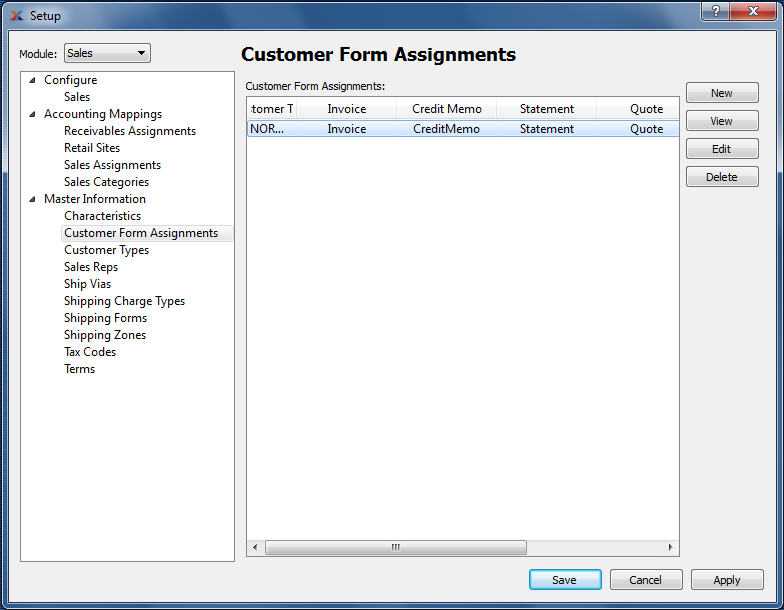 Setup
?
Module: Sales
Customer Form Assignments
Configure
Sales
Accounting Mappings
Receivables Assignments
Retail Sites
Sales Assignments
Sales Categories
Master Information
Characteristics
Customer Form Assignments
Customer Types
Sales Reps
Ship Vias
Shipping Charge Types
Shipping Forms
Shipping Zones
Tax Codes
Terms
Customer Form Assignments:
tomer T Invoice Credit Memo Statement Quote
NOR... Invoice CreditMemo Statement Quote
New
View
Edit
Delete
Save Cancel Apply